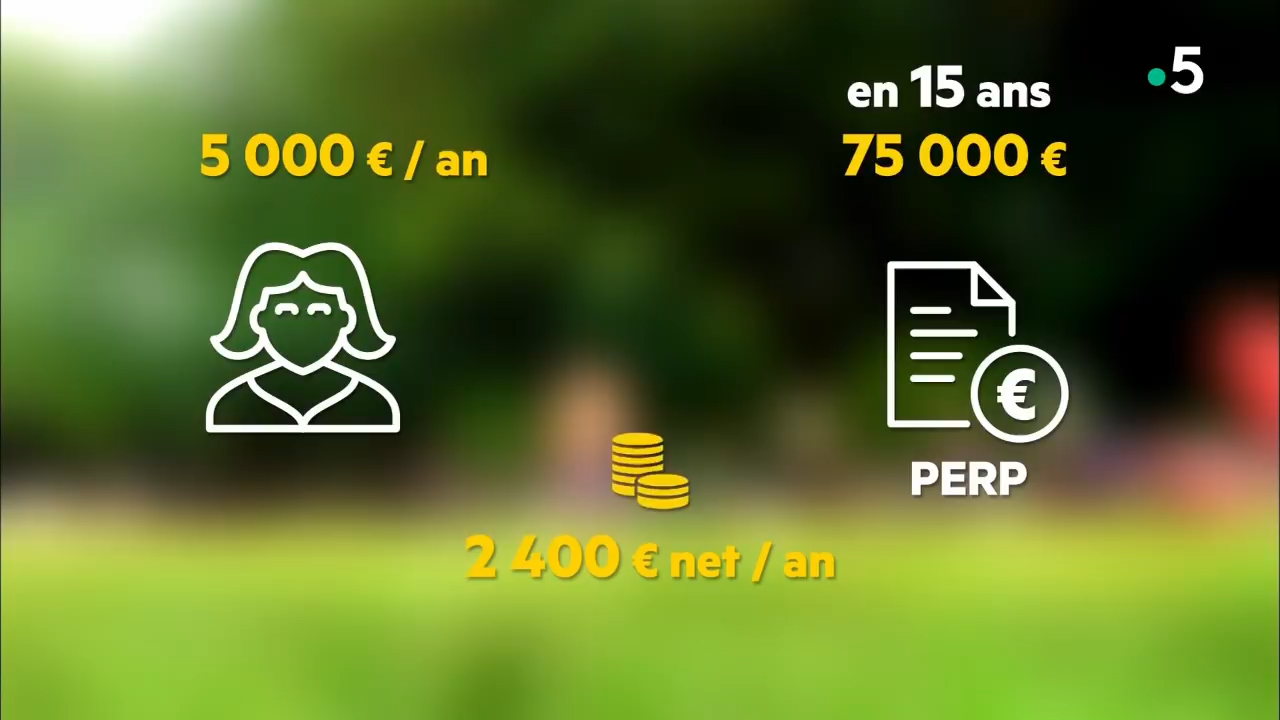 en 15 ans
5
5 000 € / an
75 000 €
€
PERP
2 400 € net / an